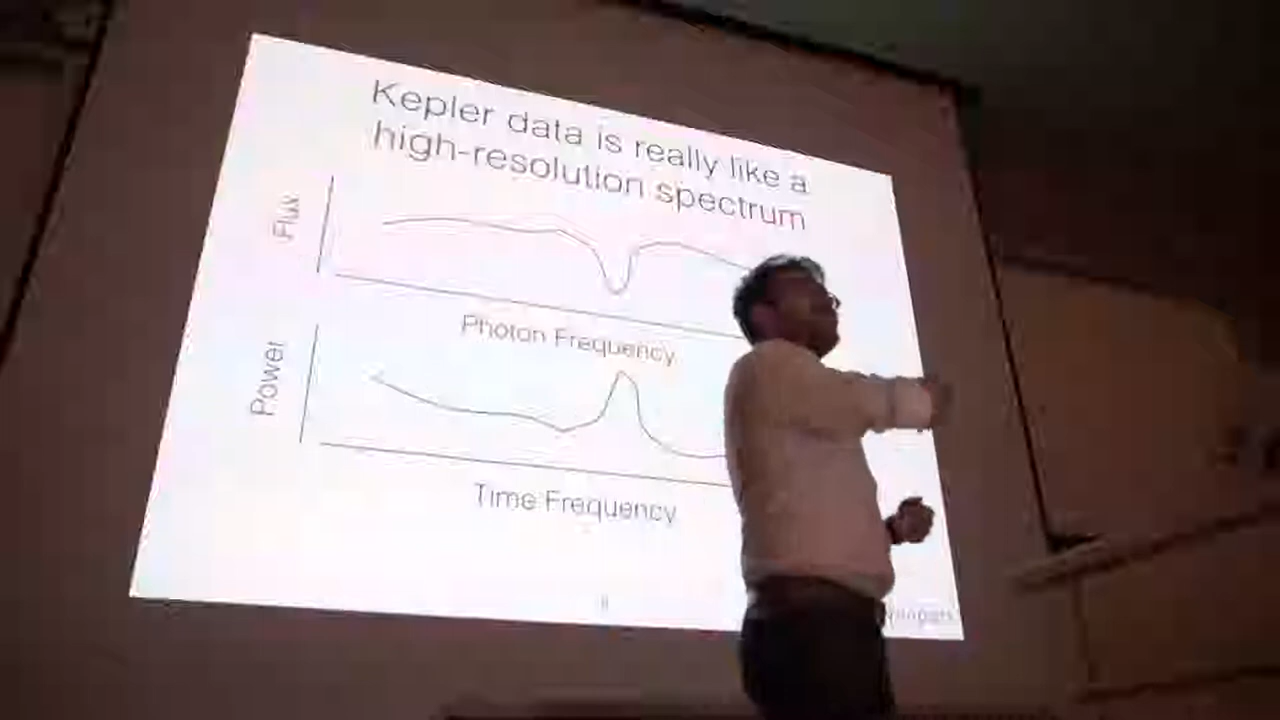 Kepler data is really like a
high-resolution spectrum
Flux
Photon Frequency
Power
Time Frequency